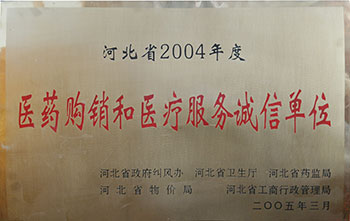 河北省2004年度
医药购销和医疗服务诚信单位
河北省政府纠风办 河北省卫生厅 河北省药监局
河北省物价局 河北省工商行政管理局
二〇〇五年三月